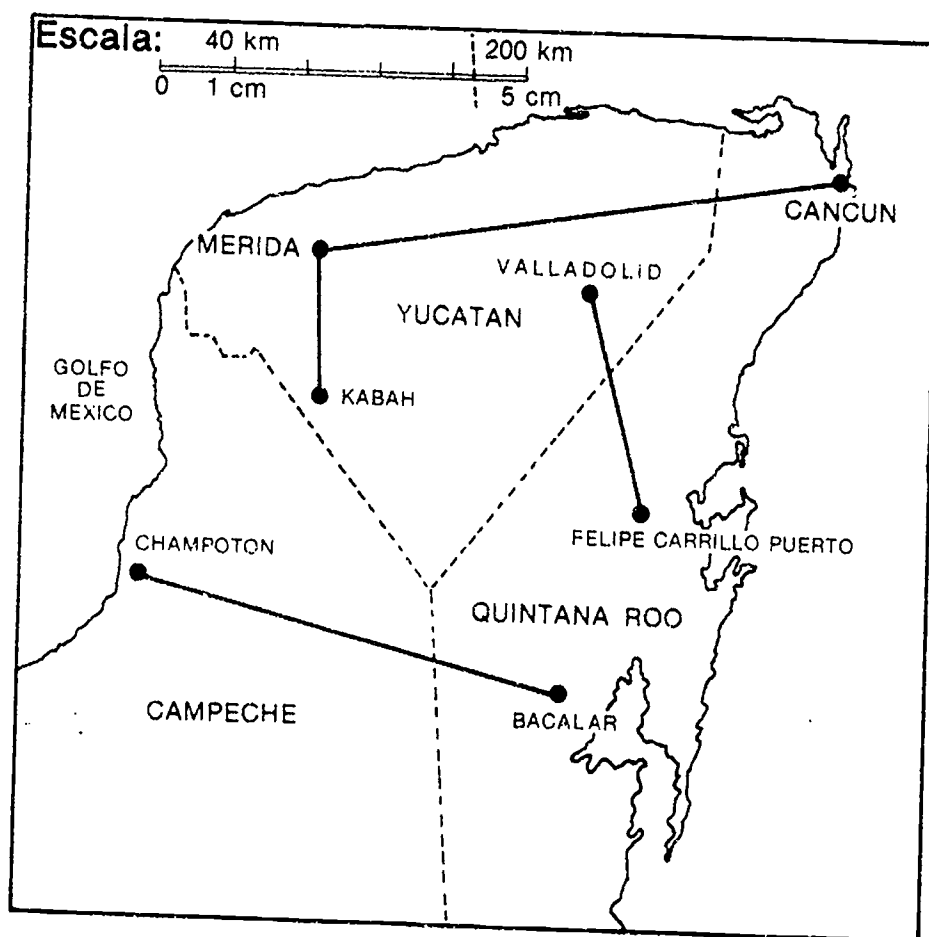 Escala:
40 km
200 km
0
1 cm
5 cm
CANCUN
MERIDA
VALLADOLID
YUCATAN
GOLFO
DE
MEXICO
KABAH
CHAMPOTON
FELIPE CARRILLO PUERTO
QUINTANA ROO
CAMPECHE
BACALAR